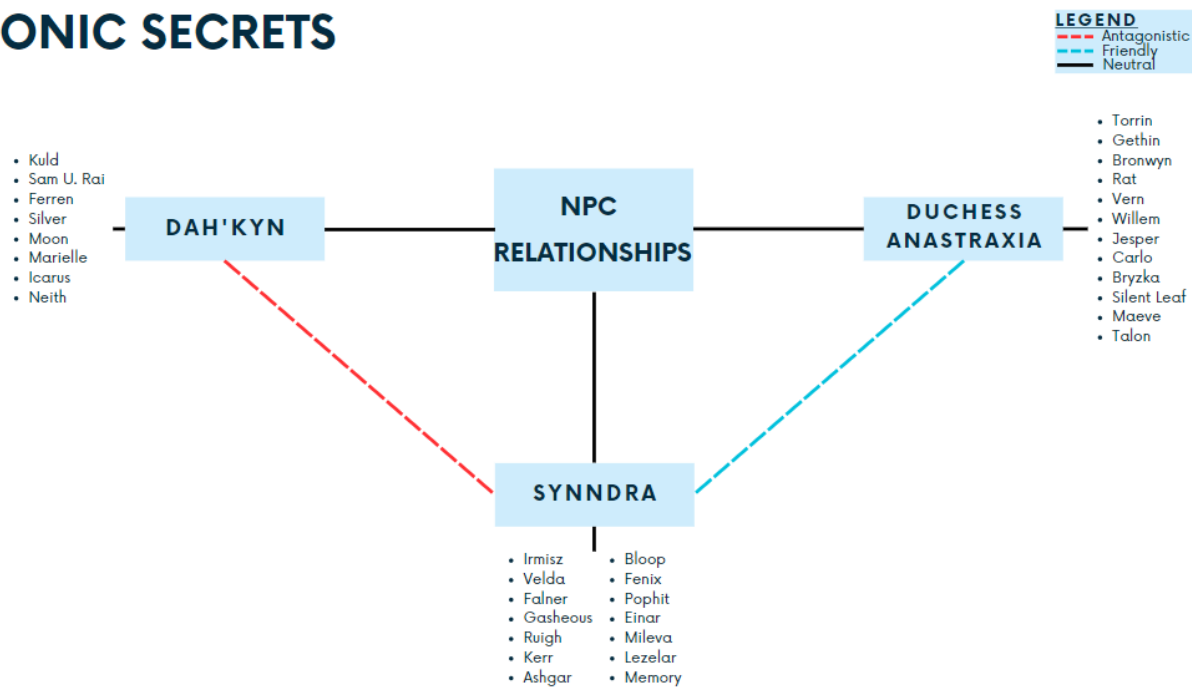 ONIC SECRETS
LEGEND
Antagonistic
Friendly
Neutral
Kuld
Sam U. Rai
Ferren
Silver
Moon
Marielle
Icarus
Neith
DAH'KYN
NPC
RELATIONSHIPS
DUCHESS
ANASTRAXIA
Torrin
Gethin
Bronwyn
Rat
Vern
Willem
Jesper
Carlo
Bryzka
Silent Leaf
Maeve
Talon
SYNNDRA
Irmisz
Velda
Falner
Gasheous
Ruigh
Kerr
Ashgar
Bloop
Fenix
Pophit
Einar
Mileva
Lezelar
Memory